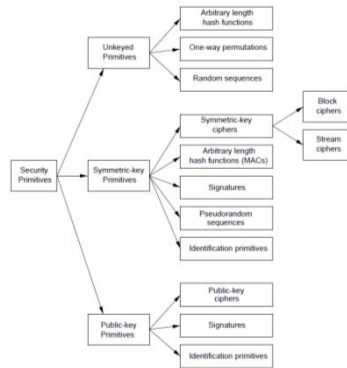 Arbitrary length
hash functions
Unkeyed
Primitives
One-way permutations
Random sequences
Symmetric-key
ciphers
Block
ciphers
Stream
ciphers
Arbitrary length
hash functions (MACs)
Security
Primitives
Symmetric-key
Primitives
Signatures
Pseudorandom
sequences
Identification primitives
Public-key
ciphers
Public-key
Primitives
Signatures
Identification primitives